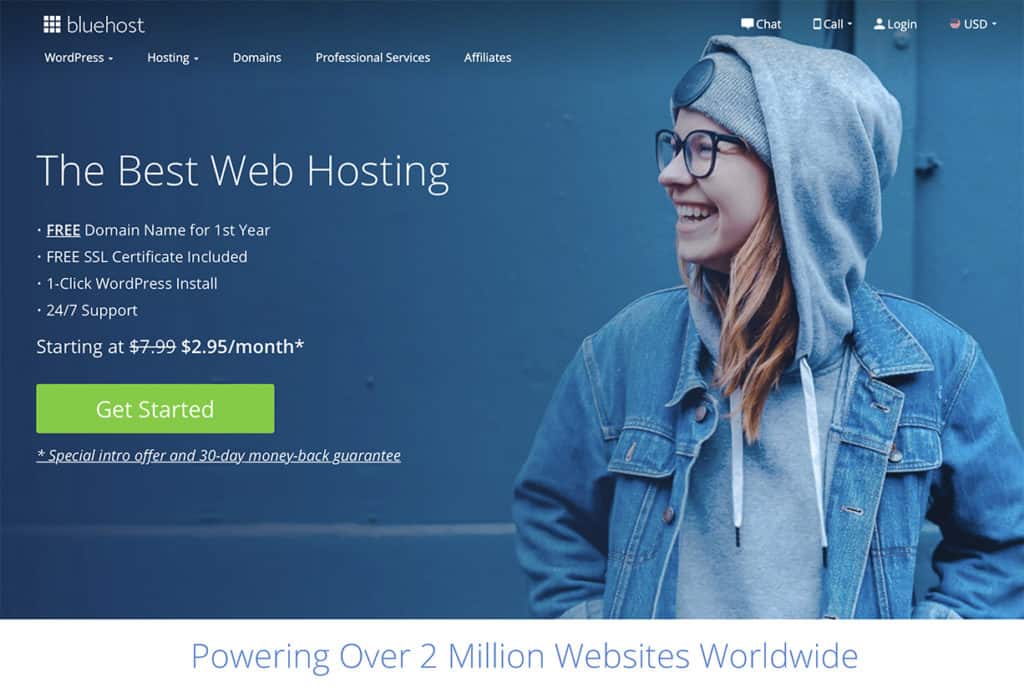 bluehost
Chat Call Login USD
WordPress Hosting Domains Professional Services Affiliates
The Best Web Hosting
· FREE Domain Name for 1st Year
· FREE SSL Certificate Included
· 1-Click WordPress Install
· 24/7 Support
Starting at $7.99 $2.95/month*
Get Started
* Special intro offer and 30-day money-back guarantee
Powering Over 2 Million Websites Worldwide